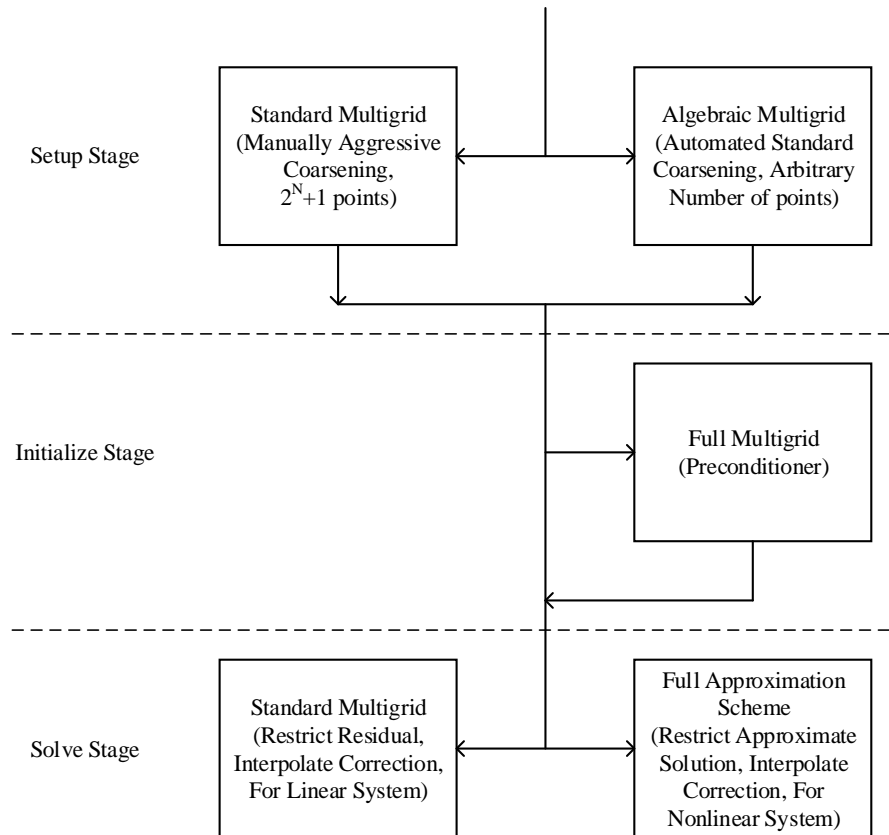 Setup Stage
Standard Multigrid
(Manually Aggressive
Coarsening,
2^N+1 points)
Algebraic Multigrid
(Automated Standard
Coarsening, Arbitrary
Number of points)
Initialize Stage
Full Multigrid
(Preconditioner)
Solve Stage
Standard Multigrid
(Restrict Residual,
Interpolate Correction,
For Linear System)
Full Approximation
Scheme
(Restrict Approximate
Solution, Interpolate
Correction, For
Nonlinear System)